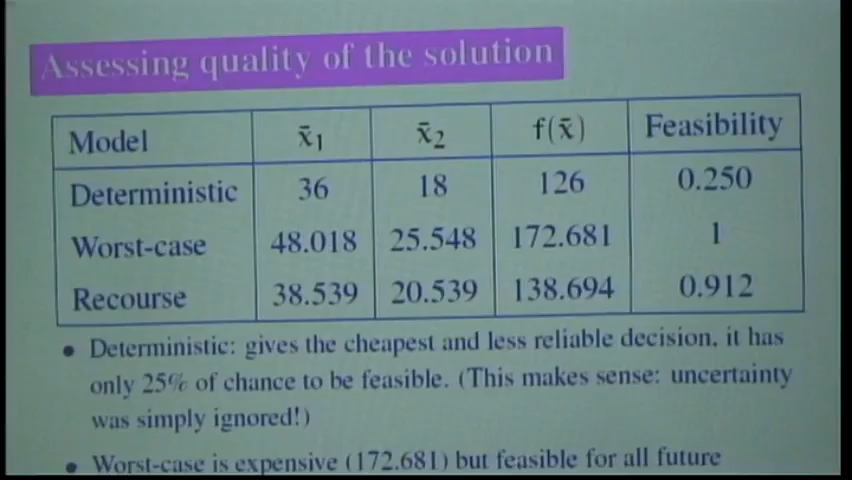 Assessing quality of the solution
Model x̄₁ x̄₂ f(x̄) Feasibility
Deterministic 36 18 126 0.250
Worst-case 48.018 25.548 172.681 1
Recourse 38.539 20.539 138.694 0.912
• Deterministic: gives the cheapest and less reliable decision, it has
only 25% of chance to be feasible. (This makes sense: uncertainty
was simply ignored!)
• Worst-case is expensive (172.681) but feasible for all future